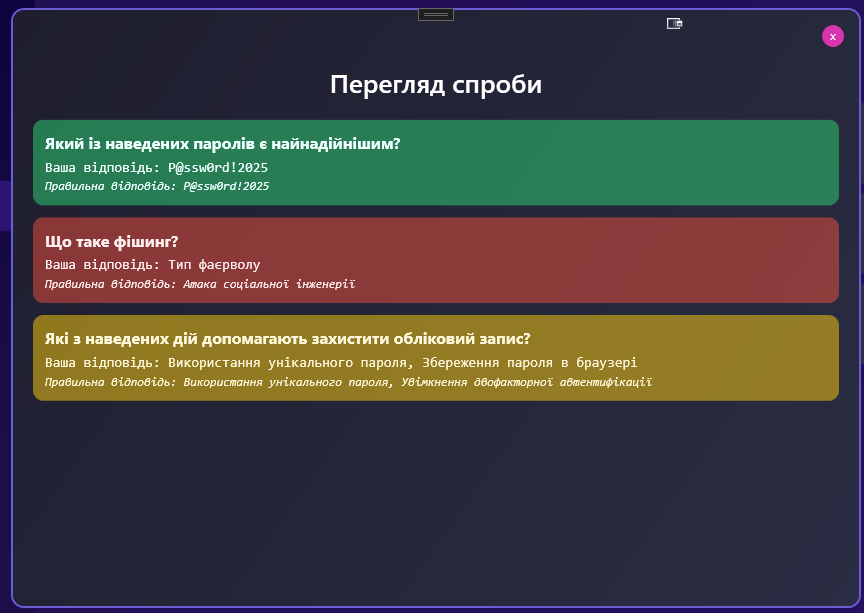 x
Перегляд спроби
Який із наведених паролів є найнадійнішим?
Ваша відповідь: P@ssw0rd!2025
Правильна відповідь: P@ssw0rd!2025
Що таке фішинг?
Ваша відповідь: Тип фаєрволу
Правильна відповідь: Атака соціальної інженерії
Які з наведених дій допомагають захистити обліковий запис?
Ваша відповідь: Використання унікального пароля, Збереження пароля в браузері
Правильна відповідь: Використання унікального пароля, Увімкнення двофакторної автентифікації